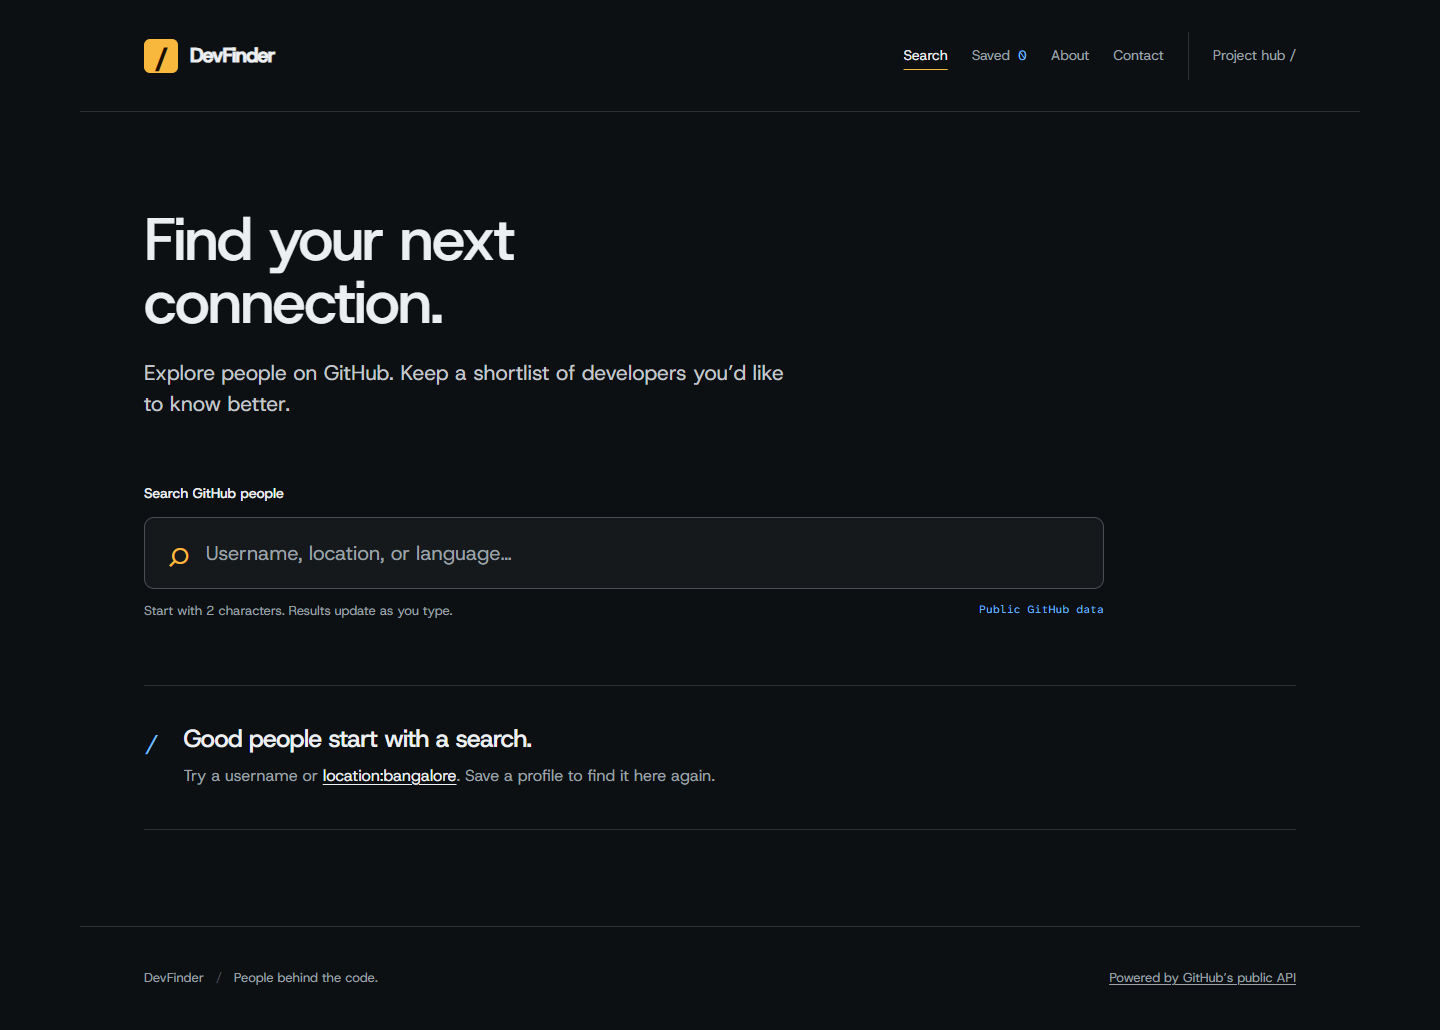 / DevFinder
Search Saved 0 About Contact Project hub /
Find your next
connection.
Explore people on GitHub. Keep a shortlist of developers you’d like
to know better.
Search GitHub people
Username, location, or language…
Start with 2 characters. Results update as you type.
Public GitHub data
/ Good people start with a search.
Try a username or location:bangalore. Save a profile to find it here again.
DevFinder / People behind the code.
Powered by GitHub’s public API